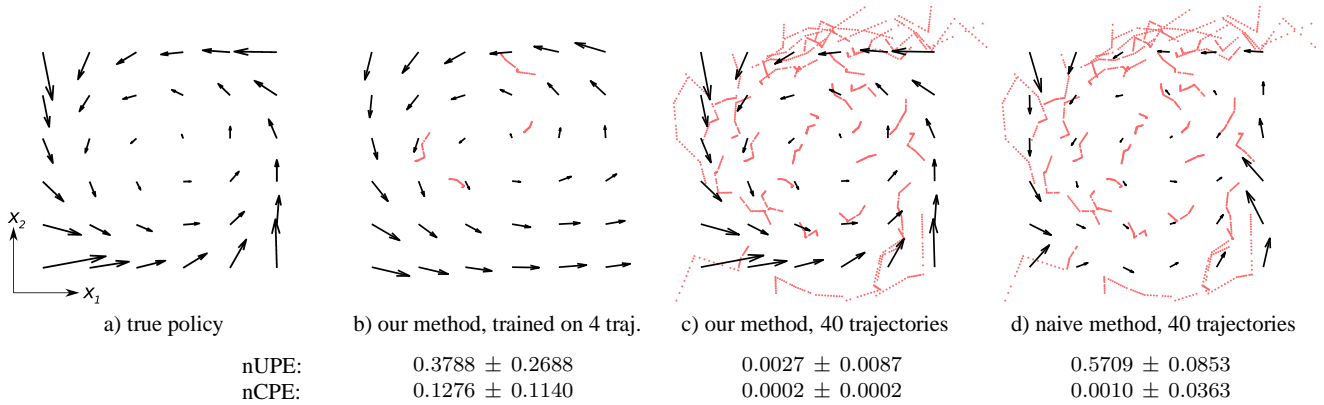 x₂
x₁
a) true policy
b) our method, trained on 4 traj.
c) our method, 40 trajectories
d) naive method, 40 trajectories
nUPE: 0.3788 ± 0.2688 0.0027 ± 0.0087 0.5709 ± 0.0853
nCPE: 0.1276 ± 0.1140 0.0002 ± 0.0002 0.0010 ± 0.0363